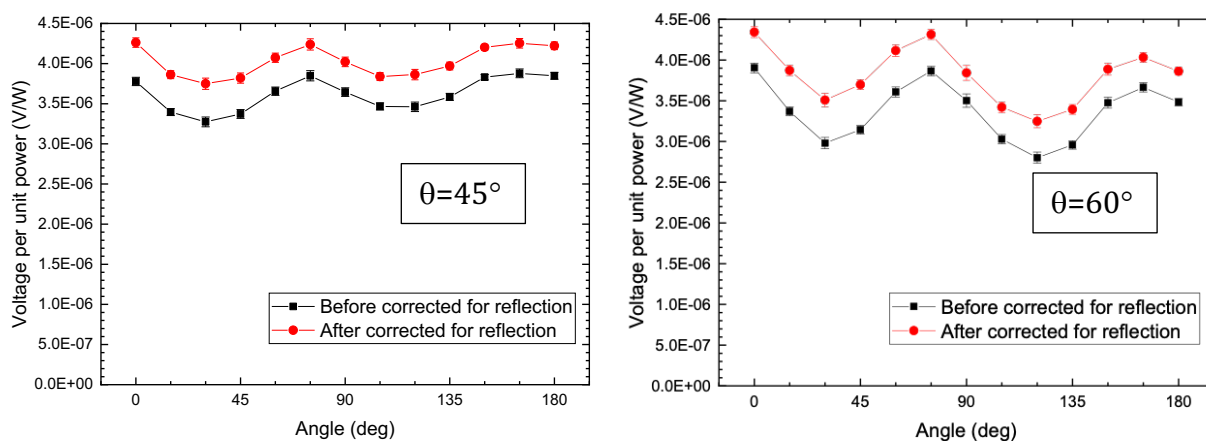 Voltage per unit power (V/W)
4.5E-06
4.0E-06
3.5E-06
3.0E-06
2.5E-06
2.0E-06
1.5E-06
1.0E-06
5.0E-07
0.0E+00
θ=45°
Before corrected for reflection
After corrected for reflection
0 45 90 135 180
Angle (deg)
Voltage per unit power (V/W)
4.5E-06
4.0E-06
3.5E-06
3.0E-06
2.5E-06
2.0E-06
1.5E-06
1.0E-06
5.0E-07
0.0E+00
θ=60°
Before corrected for reflection
After corrected for reflection
0 45 90 135 180
Angle (deg)